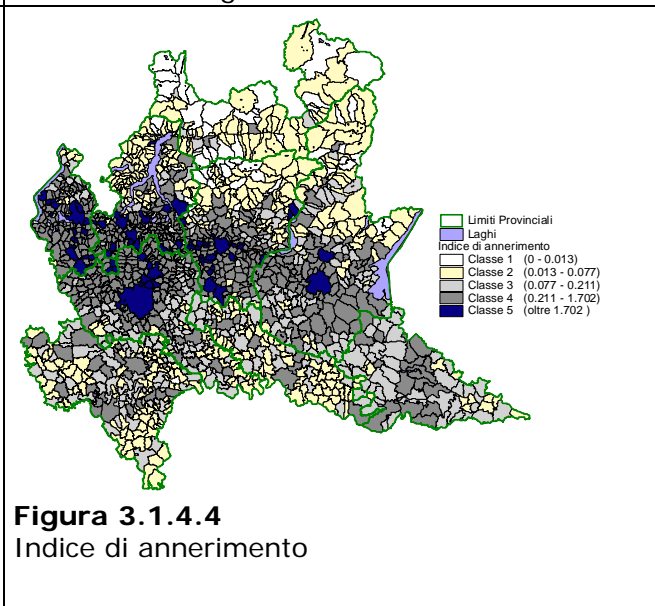 Limiti Provinciali
Laghi
Indice di annerimento
Classe 1 (0 - 0.013)
Classe 2 (0.013 - 0.077)
Classe 3 (0.077 - 0.211)
Classe 4 (0.211 - 1.702)
Classe 5 (oltre 1.702 )
Figura 3.1.4.4
Indice di annerimento